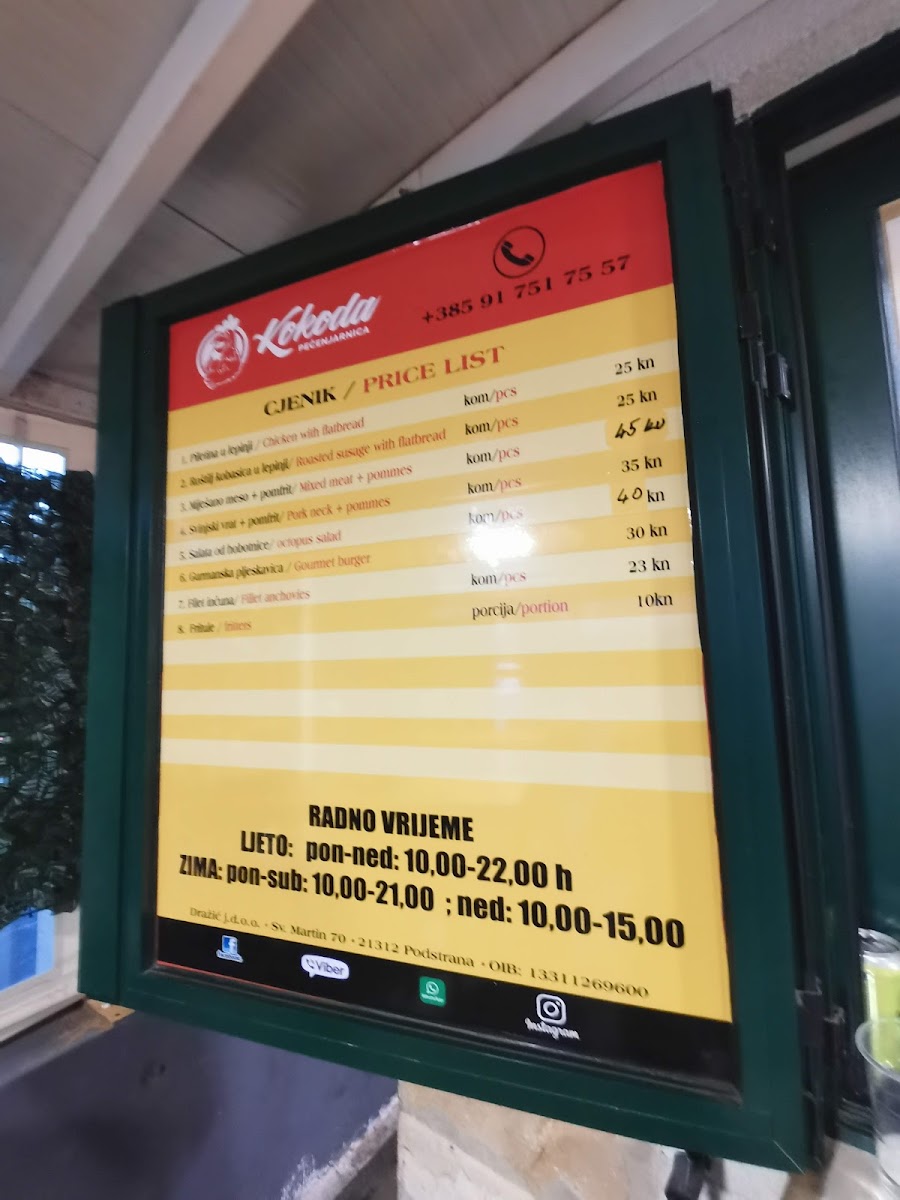 Kokoda
PEČENJARNICA
+385 91 751 75 57
CJENIK / PRICE LIST
1. Piletina u lepinji / Chicken with flatbread kom/pcs 25 kn
2. Roštilj kobasica u lepinji/ Roasted susage with flatbread kom/pcs 25 kn
3. Miješano meso + pomfrit/ Mixed meat + pommes kom/pcs 45 kn
4. Svinjski vrat + pomfrit/ Pork neck + pommes kom/pcs 35 kn
5. Salata od hobotnice/ octopus salad kom/pcs 40 kn
6. Gurmanska pljeskavica / Gourmet burger 30 kn
7. Filet inćuna/ Fillet anchovies kom/pcs 23 kn
8. Fritule / fritters porcija/portion 10kn
RADNO VRIJEME
LJETO: pon-ned: 10,00-22,00 h
ZIMA: pon-sub: 10,00-21,00 ; ned: 10,00-15,00
Dražić j.d.o.o. • Sv. Martin 70 • 21312 Podstrana • OIB: 13311269600
facebook
Viber
WhatsApp
Instagram